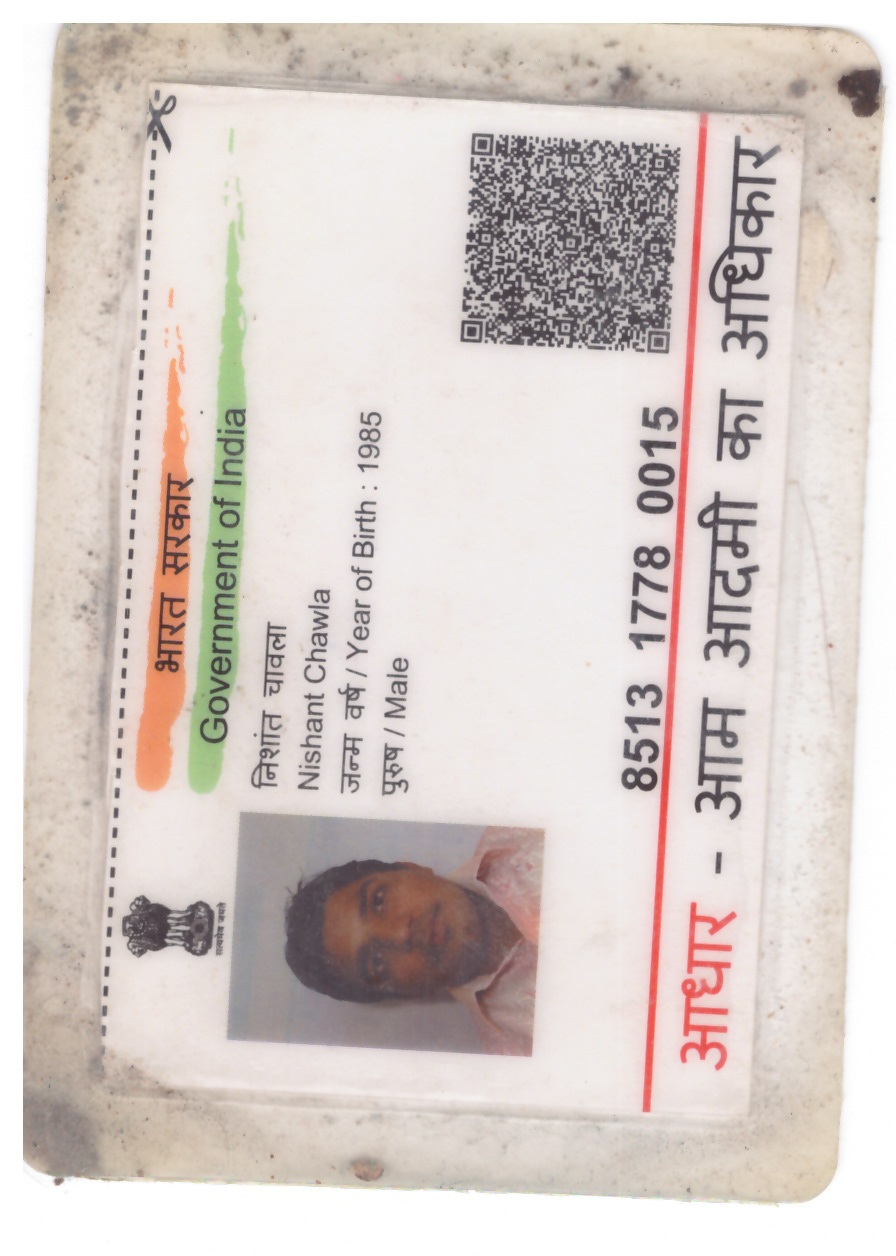 भारत सरकार
Government of India
सत्यमेव जयते
निशांत चावला
Nishant Chawla
जन्म वर्ष / Year of Birth : 1985
पुरुष / Male
8513 1778 0015
आधार - आम आदमी का अधिकार